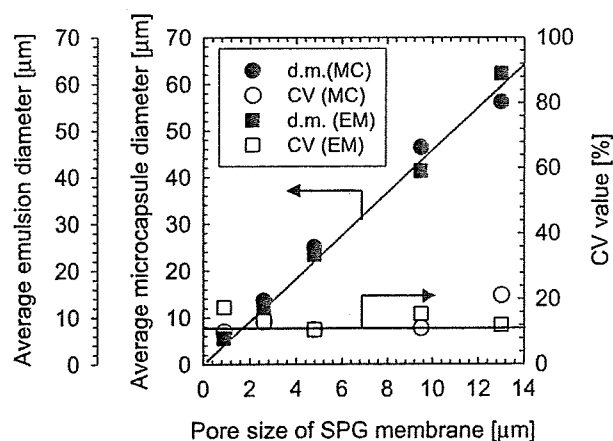 Average emulsion diameter [μm]
70
60
50
40
30
20
10
0
Average microcapsule diameter [μm]
70
60
50
40
30
20
10
0
d.m.(MC)
CV (MC)
d.m. (EM)
CV (EM)
100
80
60
40
20
0
CV value [%]
0 2 4 6 8 10 12 14
Pore size of SPG membrane [μm]